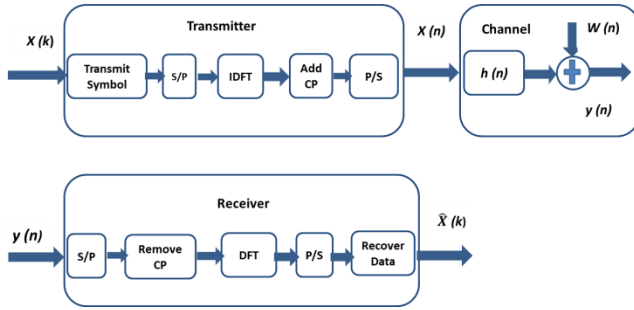 Transmitter
X (k)
Transmit
Symbol
S/P
IDFT
Add
CP
P/S
X (n)
Channel
W (n)
h (n)
y (n)
Receiver
y (n)
S/P
Remove
CP
DFT
P/S
Recover
Data
X̂ (k)